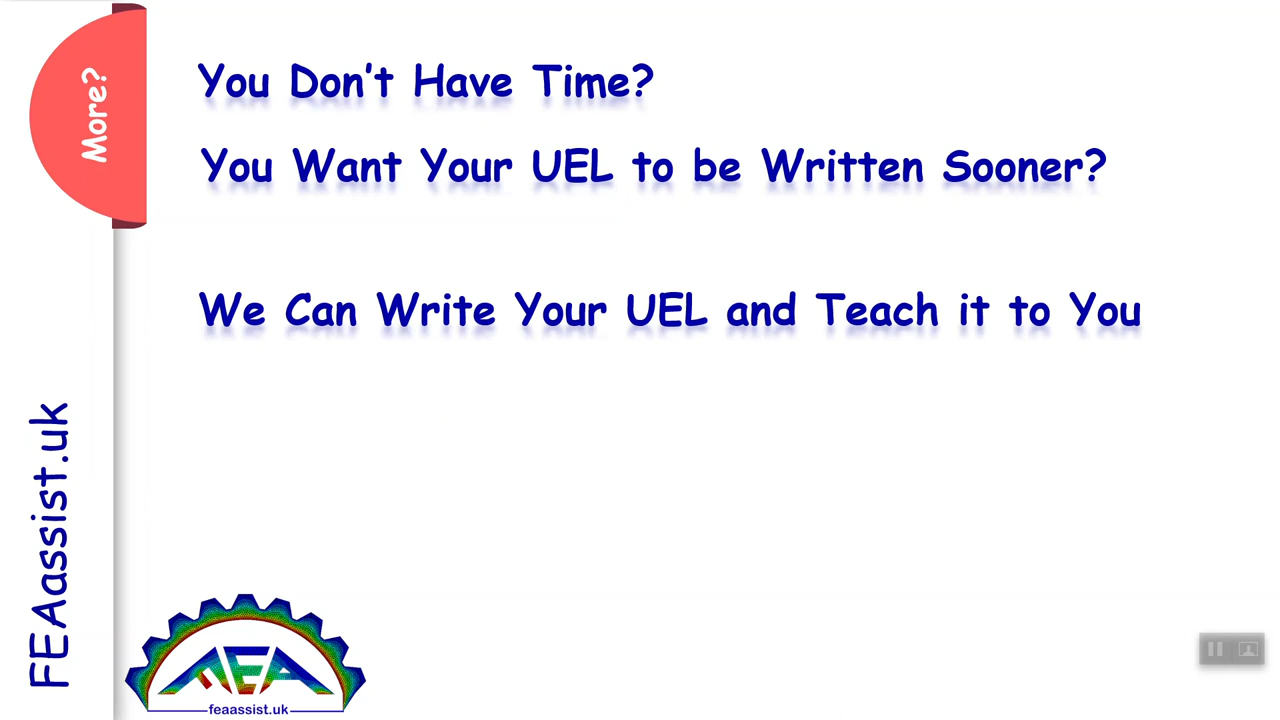 More?
You Don't Have Time?
You Want Your UEL to be Written Sooner?
We Can Write Your UEL and Teach it to You
FEAassist.uk
FEA
feaassist.uk